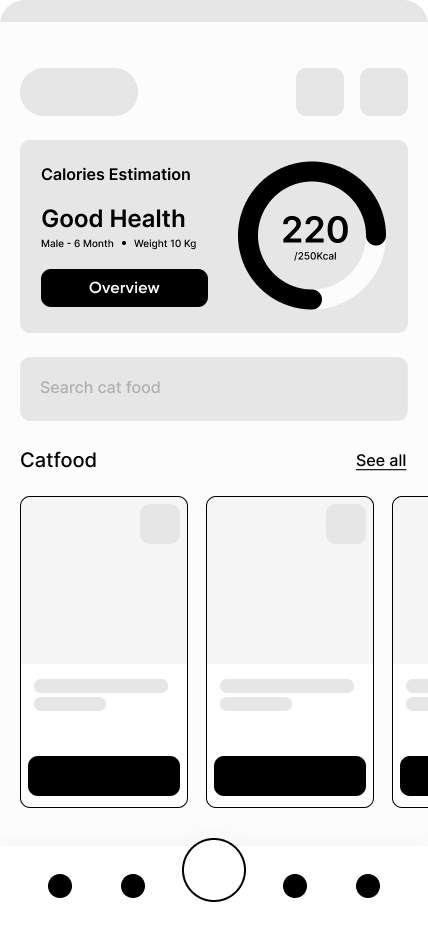 Calories Estimation
Good Health
Male - 6 Month • Weight 10 Kg
Overview
220
/250Kcal
Search cat food
Catfood
See all